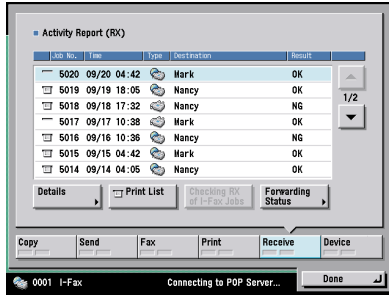 Activity Report (RX)
Job No. Time Type Destination Result
5020 09/20 04:42 Mark OK
5019 09/19 18:05 Nancy OK
5018 09/18 17:32 Nancy NG
5017 09/17 10:38 Mark OK
5016 09/16 10:36 Nancy NG
5015 09/15 04:42 Mark OK
5014 09/14 04:05 Nancy OK
1/2
Details Print List Checking RX of I-Fax Jobs Forwarding Status
Copy Send Fax Print Receive Device
0001 I-Fax Connecting to POP Server... Done